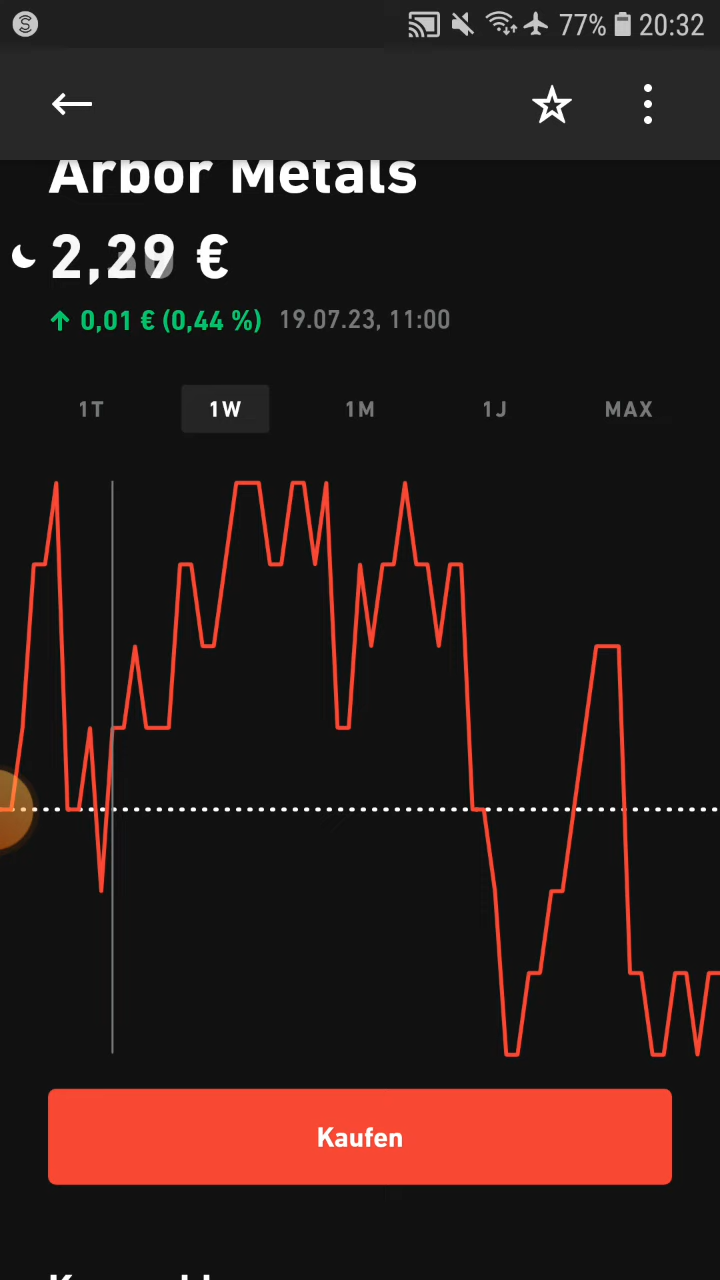 77% 20:32
Arbor Metals
2,29 €
0,01 € (0,44 %) 19.07.23, 11:00
1T 1W 1M 1J MAX
Kaufen